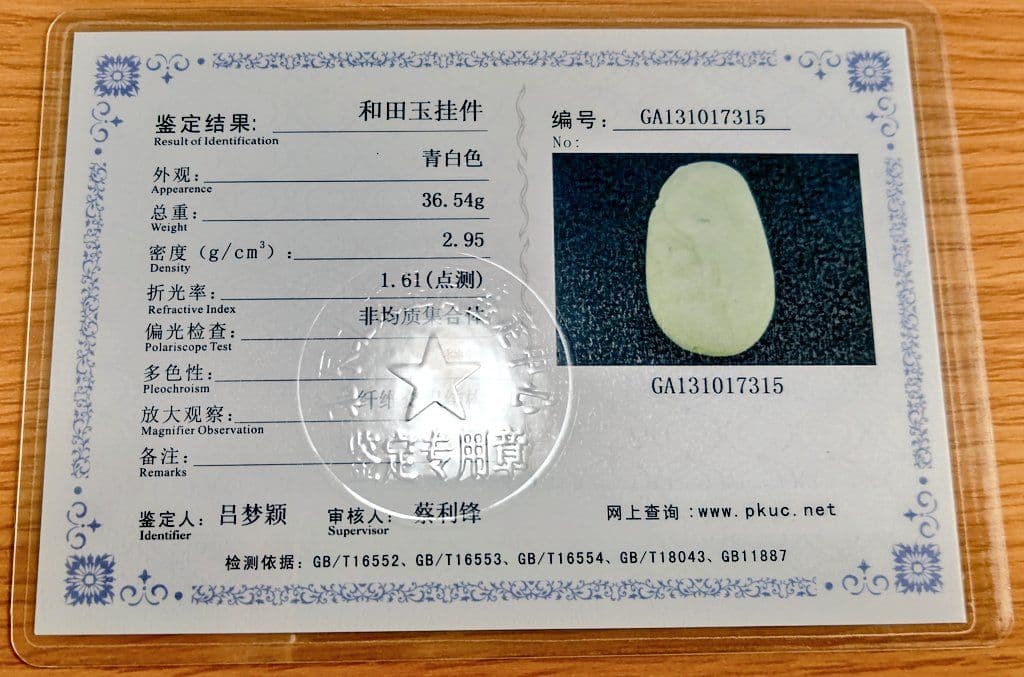 鉴定结果: 和田玉挂件
Result of Identification
外观: 青白色
Appearence
总重: 36.54g
Weight
密度 (g/cm³): 2.95
Density
折光率: 1.61(点测)
Refractive Index
偏光检查: 非均质集合体
Polariscope Test
多色性:
Pleochroism
放大观察: 纤维
Magnifier Observation
备注:
Remarks
鉴定专用章
鉴定人: 吕梦颖 审核人: 蔡利锋
Identifier Supervisor
编号: GA131017315
No:
GA131017315
网上查询:www.pkuc.net
检测依据: GB/T16552、GB/T16553、GB/T16554、GB/T18043、GB11887